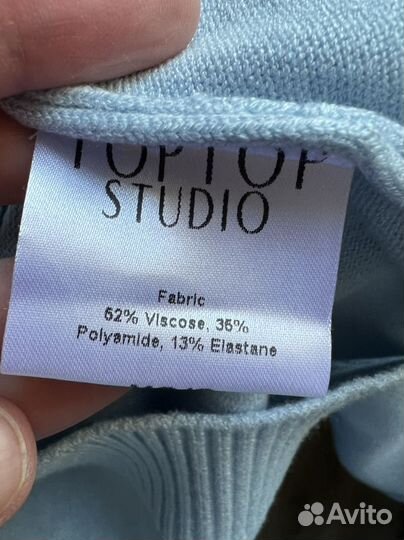 TOPTOP
STUDIO
Fabric
62% Viscose, 35%
Polyamide, 13% Elastane
Avito